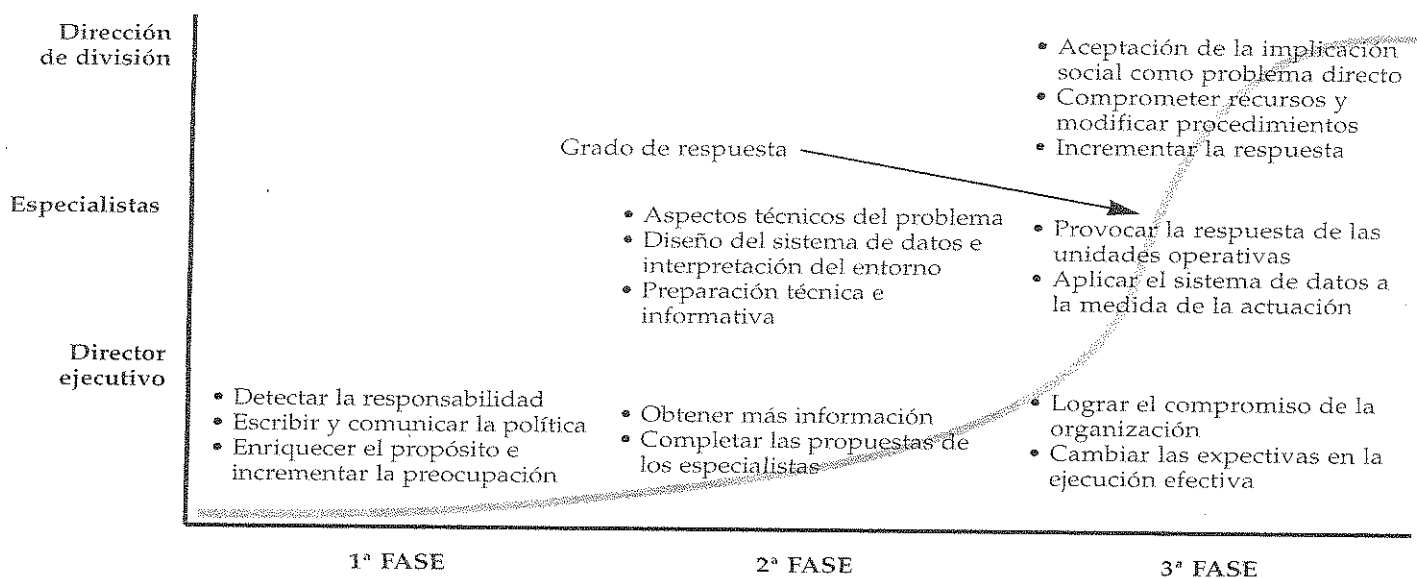 Dirección
de división
• Aceptación de la implicación
social como problema directo
• Comprometer recursos y
modificar procedimientos
• Incrementar la respuesta
Grado de respuesta
Especialistas
• Aspectos técnicos del problema
• Diseño del sistema de datos e
interpretación del entorno
• Preparación técnica e
informativa
• Provocar la respuesta de las
unidades operativas
• Aplicar el sistema de datos a
la medida de la actuación
Director
ejecutivo
• Detectar la responsabilidad
• Escribir y comunicar la política
• Enriquecer el propósito e
incrementar la preocupación
• Obtener más información
• Completar las propuestas de
los especialistas
• Lograr el compromiso de la
organización
• Cambiar las expectivas en la
ejecución efectiva
1ª FASE
2ª FASE
3ª FASE